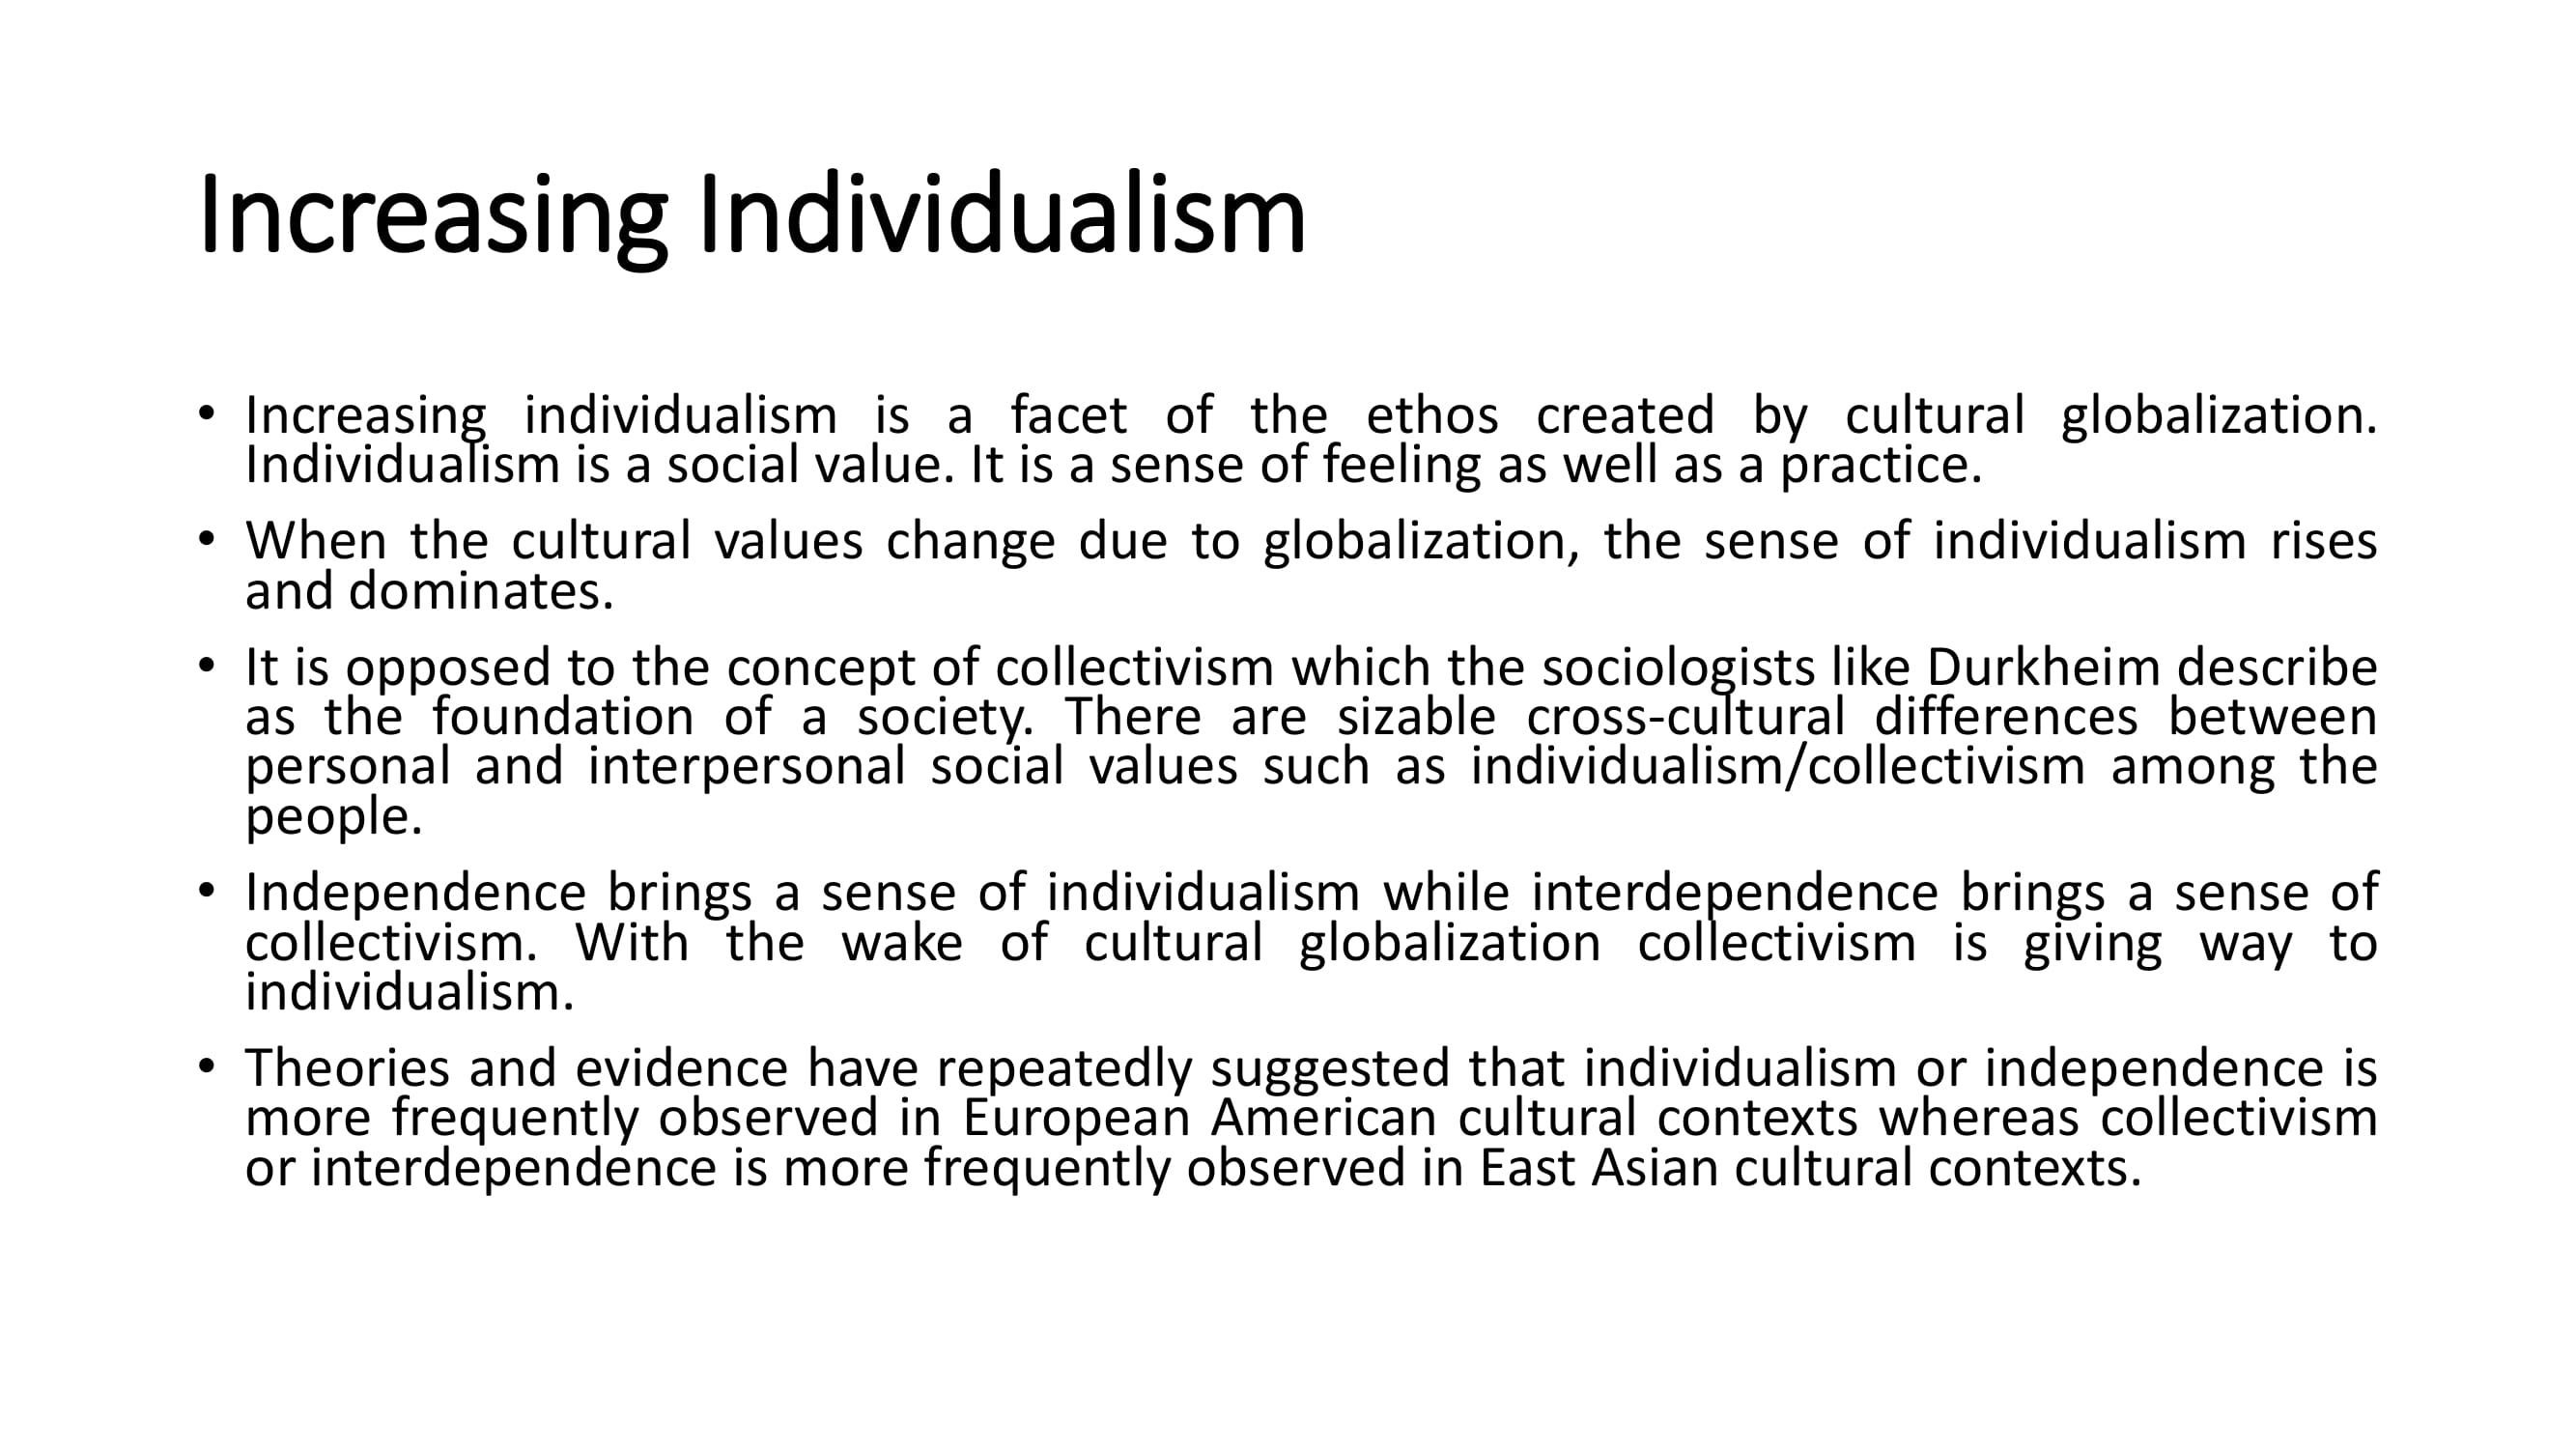 Increasing Individualism
• Increasing individualism is a facet of the ethos created by cultural globalization.
Individualism is a social value. It is a sense of feeling as well as a practice.
• When the cultural values change due to globalization, the sense of individualism rises
and dominates.
• It is opposed to the concept of collectivism which the sociologists like Durkheim describe
as the foundation of a society. There are sizable cross-cultural differences between
personal and interpersonal social values such as individualism/collectivism among the
people.
• Independence brings a sense of individualism while interdependence brings a sense of
collectivism. With the wake of cultural globalization collectivism is giving way to
individualism.
• Theories and evidence have repeatedly suggested that individualism or independence is
more frequently observed in European American cultural contexts whereas collectivism
or interdependence is more frequently observed in East Asian cultural contexts.